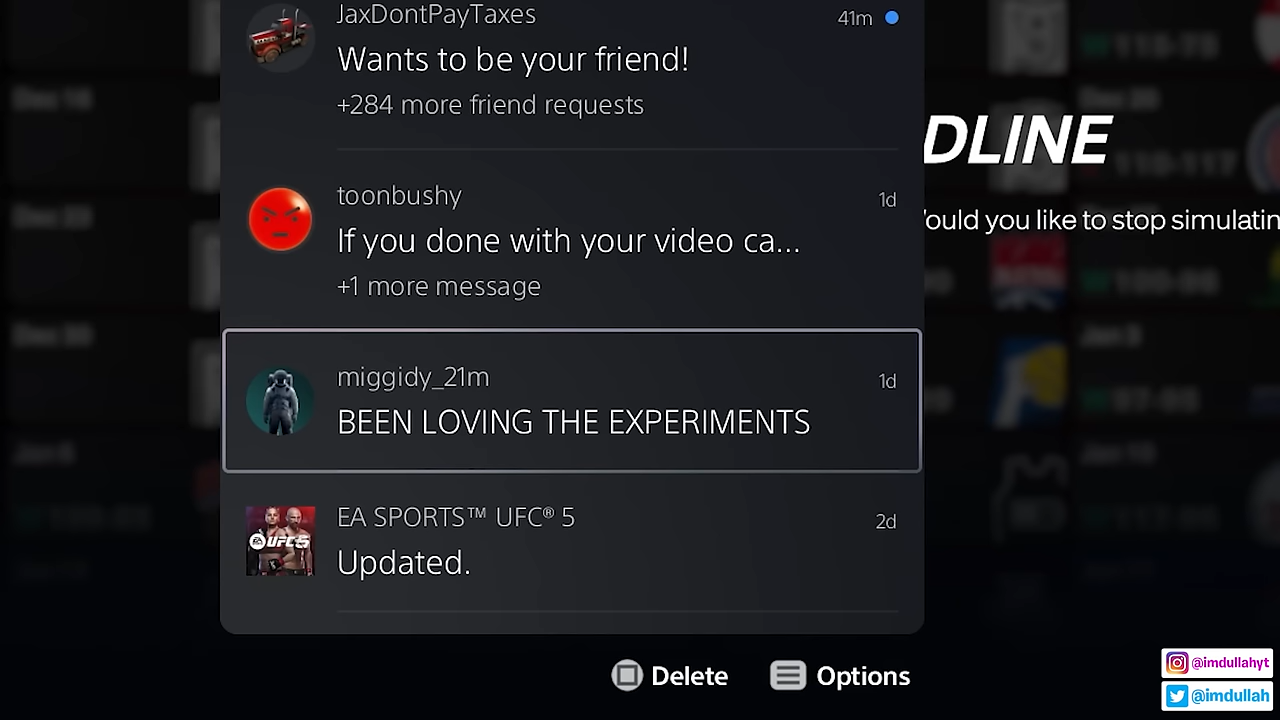 JaxDontPayTaxes
41m
Wants to be your friend!
+284 more friend requests
DLINE
ould you like to stop simulatin
toonbushy
1d
If you done with your video ca...
+1 more message
miggidy_21m
1d
BEEN LOVING THE EXPERIMENTS
EA SPORTS™ UFC® 5
2d
Updated.
UFC5
Delete
Options
@imdullahyt
@imdullah